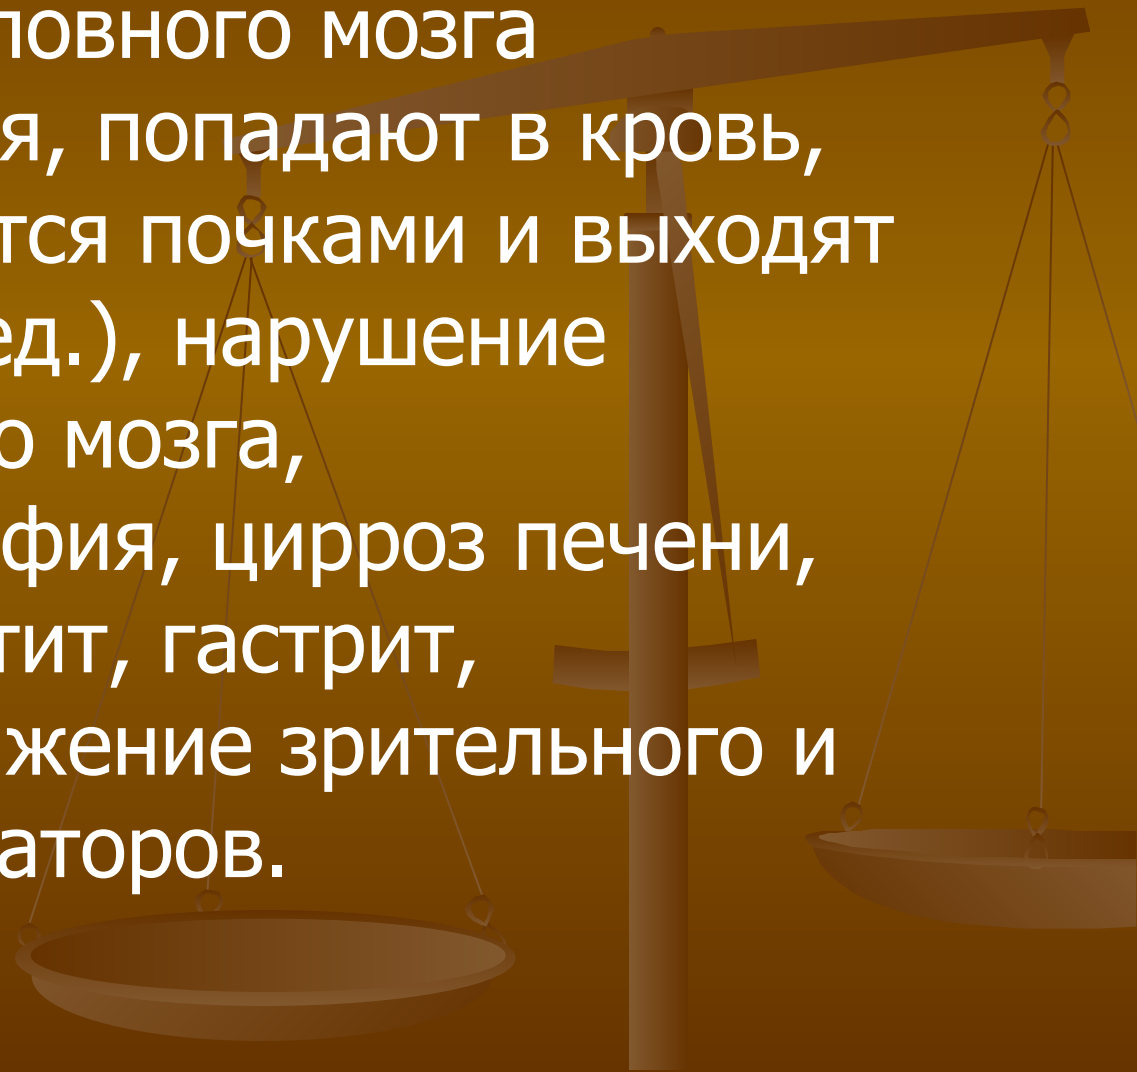 ловного мозга
я, попадают в кровь,
тся почками и выходят
ед.), нарушение
о мозга,
фия, цирроз печени,
тит, гастрит,
жение зрительного и
аторов.